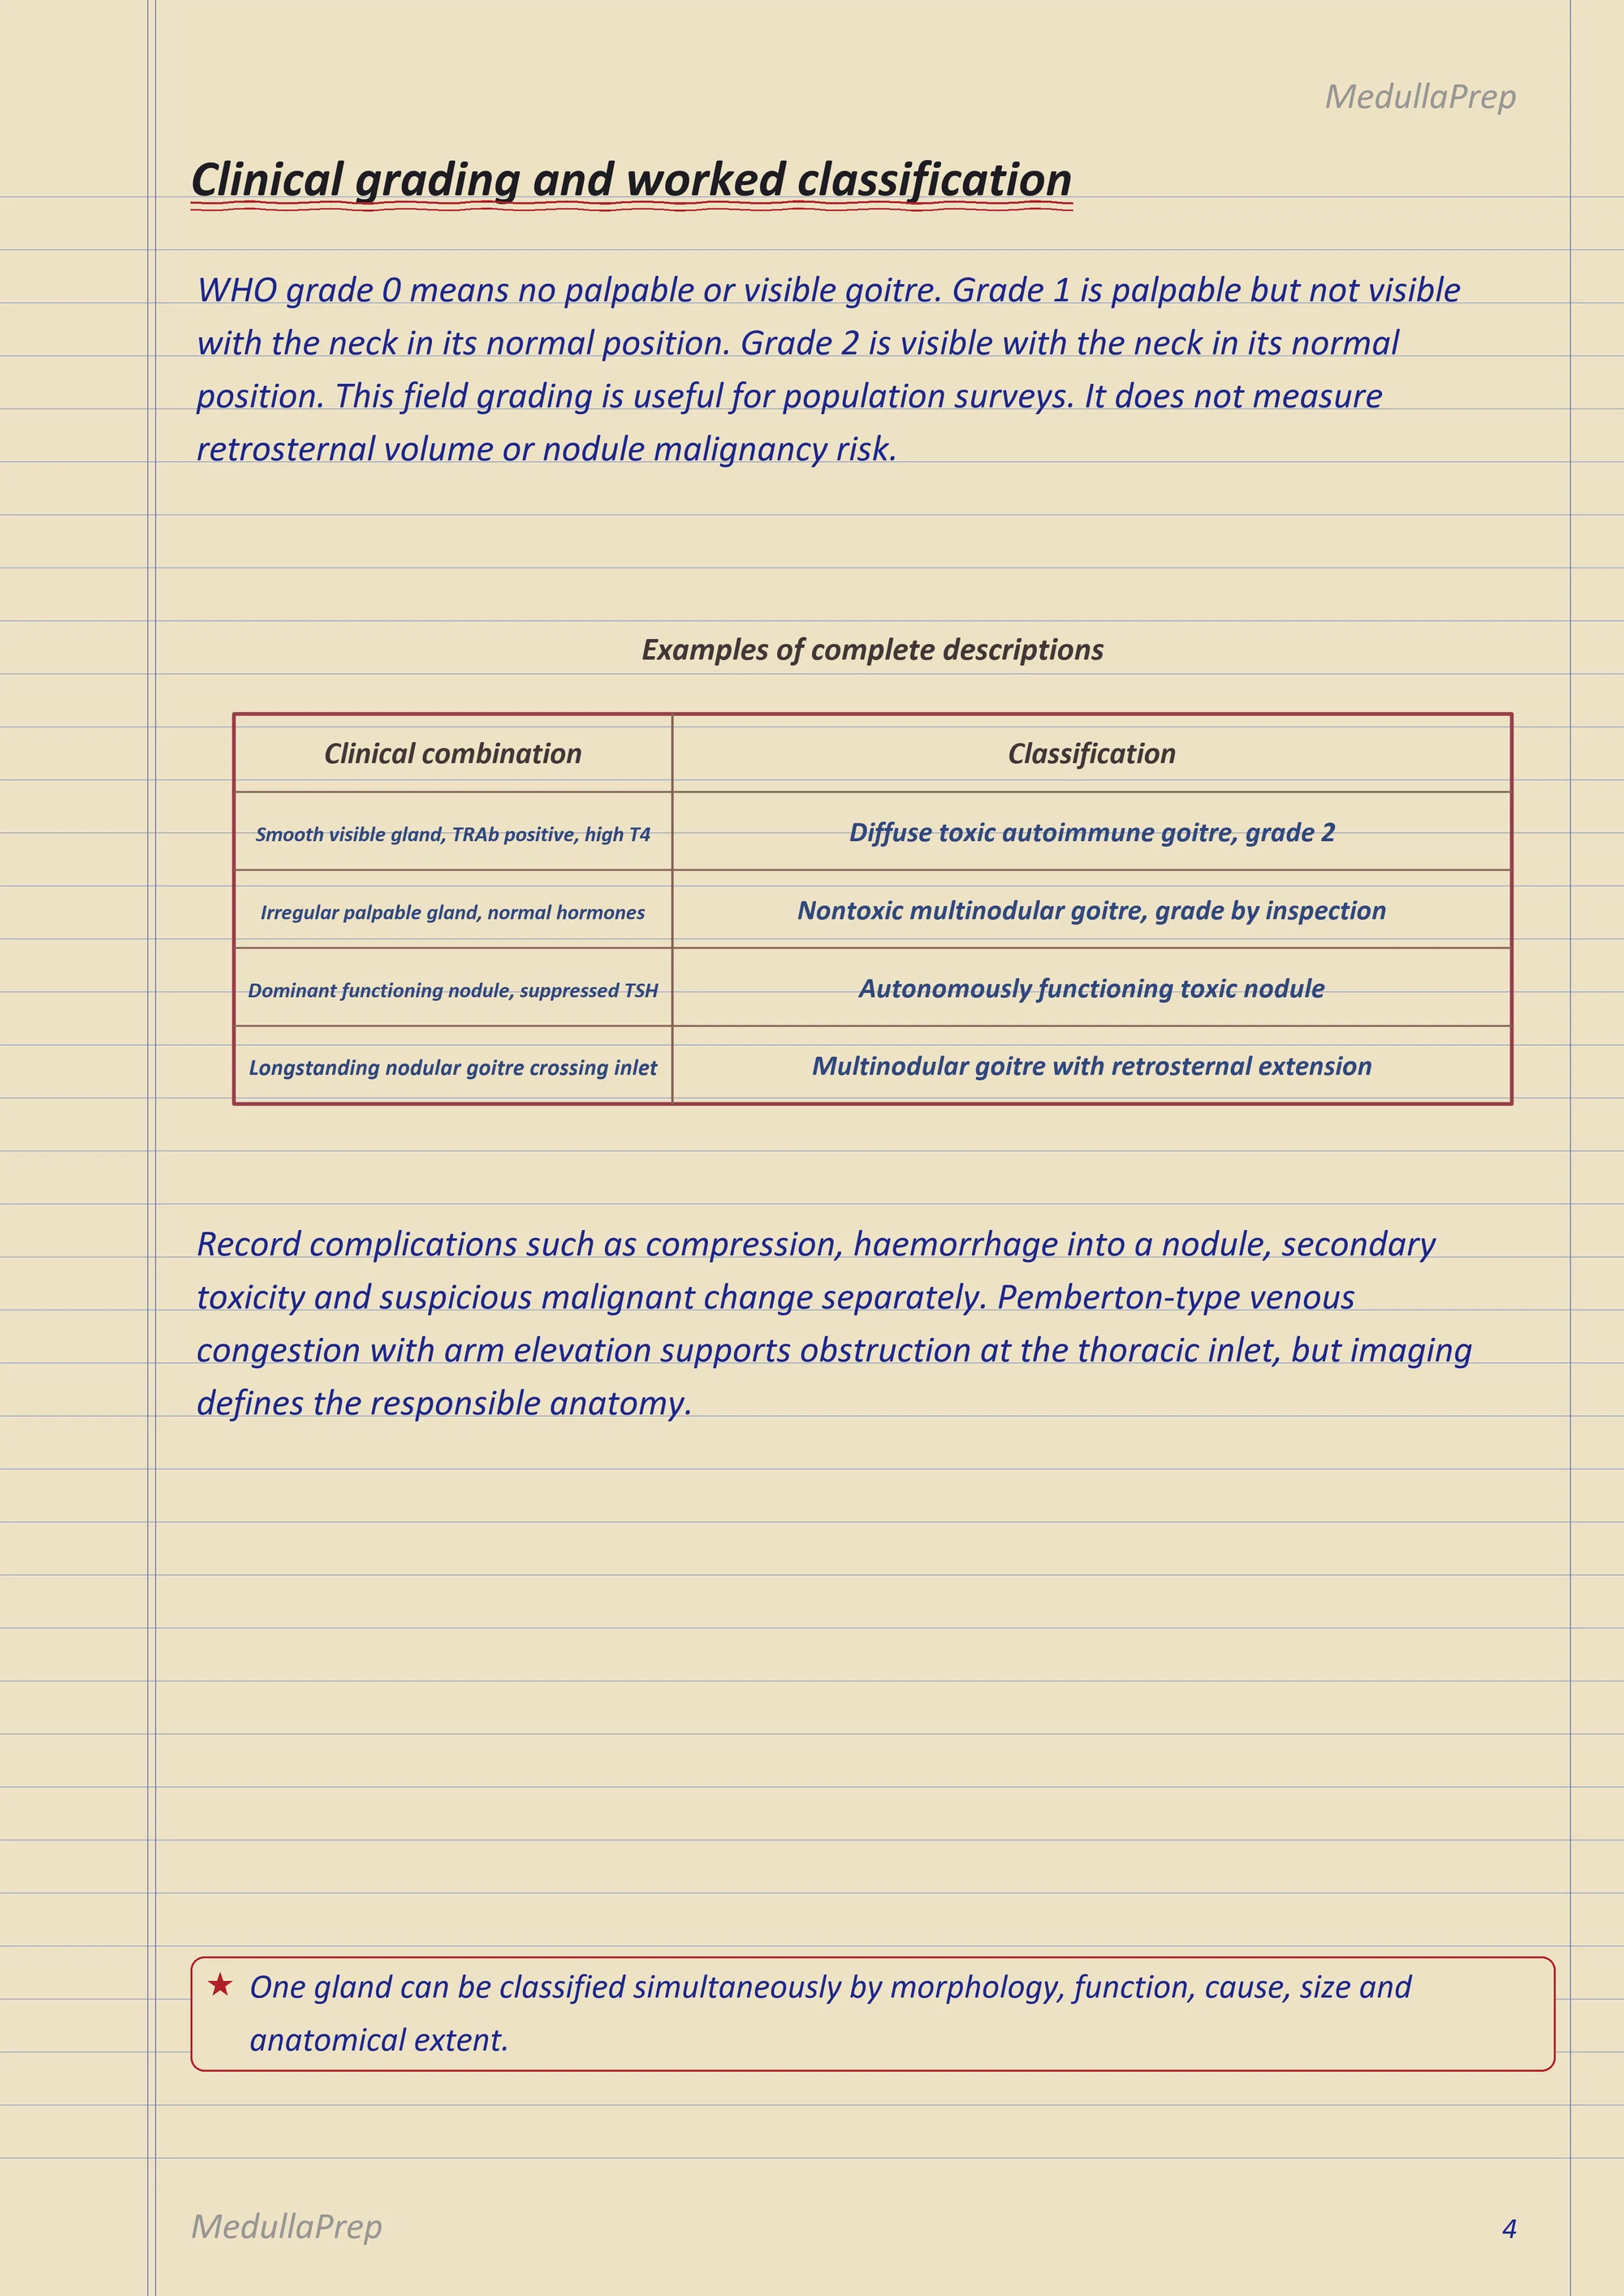 MedullaPrep
Clinical grading and worked classification
WHO grade 0 means no palpable or visible goitre. Grade 1 is palpable but not visible
with the neck in its normal position. Grade 2 is visible with the neck in its normal
position. This field grading is useful for population surveys. It does not measure
retrosternal volume or nodule malignancy risk.
Examples of complete descriptions
Clinical combination Classification
Smooth visible gland, TRAb positive, high T4 Diffuse toxic autoimmune goitre, grade 2
Irregular palpable gland, normal hormones Nontoxic multinodular goitre, grade by inspection
Dominant functioning nodule, suppressed TSH Autonomously functioning toxic nodule
Longstanding nodular goitre crossing inlet Multinodular goitre with retrosternal extension
Record complications such as compression, haemorrhage into a nodule, secondary
toxicity and suspicious malignant change separately. Pemberton-type venous
congestion with arm elevation supports obstruction at the thoracic inlet, but imaging
defines the responsible anatomy.
★ One gland can be classified simultaneously by morphology, function, cause, size and
anatomical extent.
MedullaPrep 4